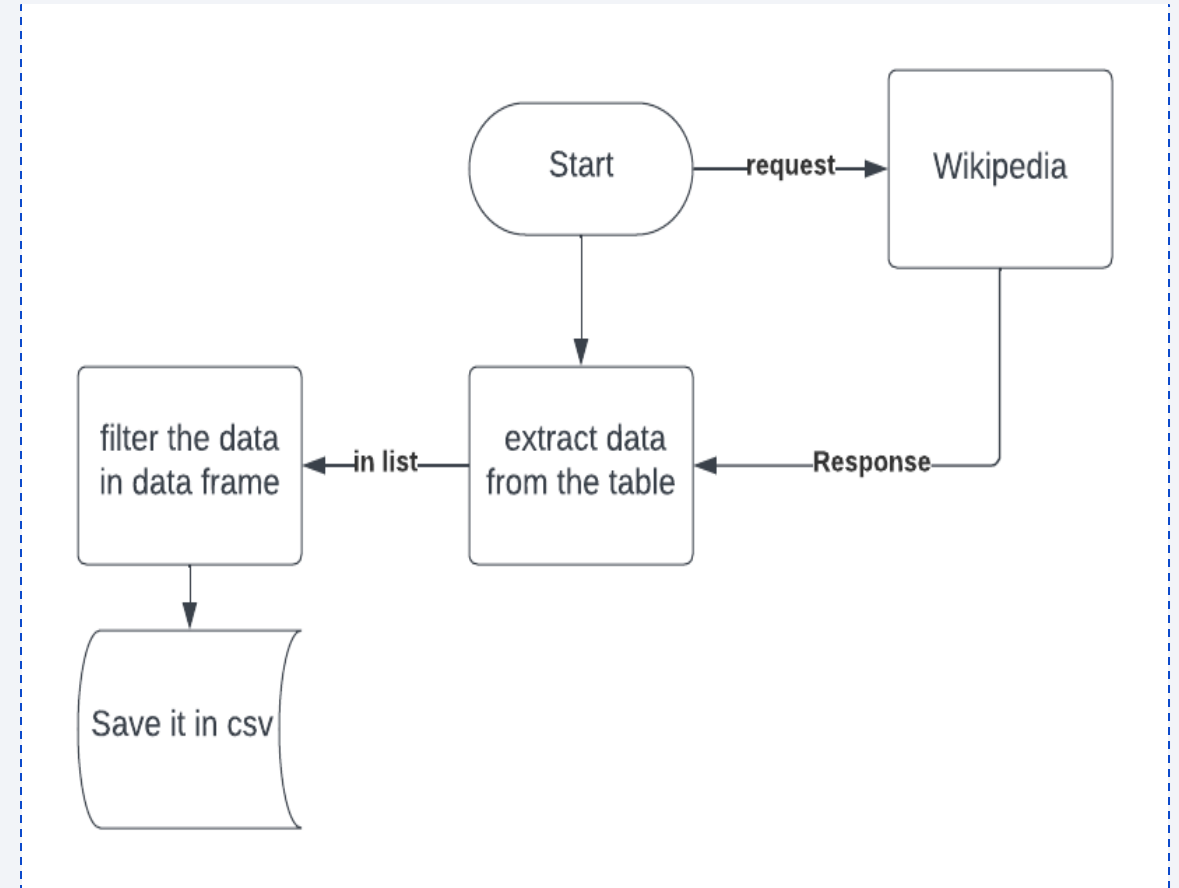 Start
request
Wikipedia
filter the data
in data frame
in list
extract data
from the table
Response
Save it in csv